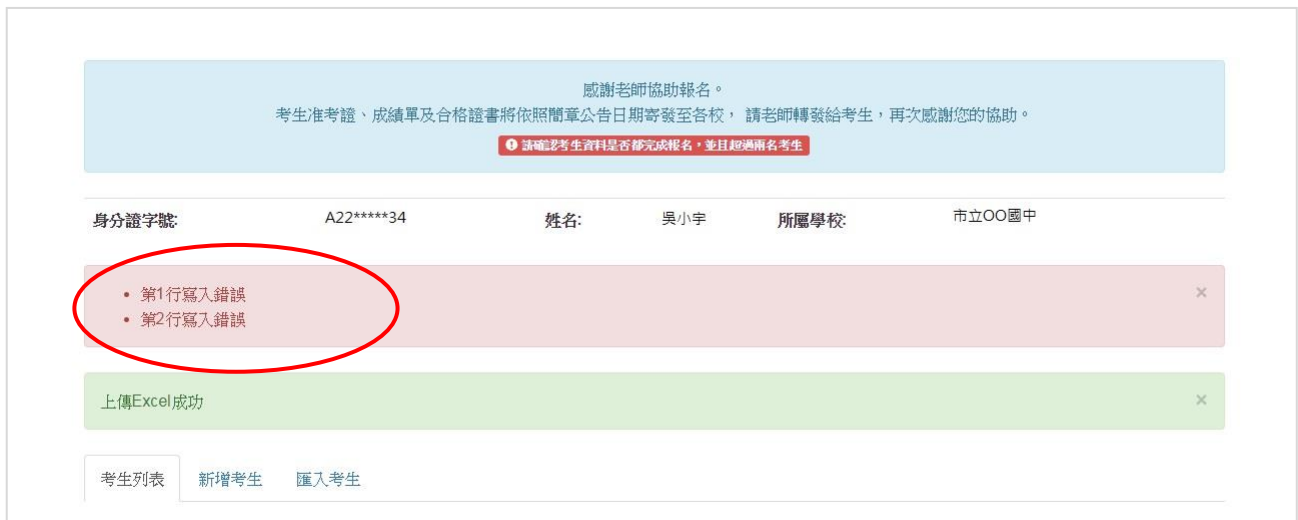 感謝老師協助報名。
考生准考證、成績單及合格證書將依照簡章公告日期寄發至各校, 請老師轉發給考生,再次感謝您的協助。
請確認考生資料是否都完成報名,並且超過兩名考生
身分證字號: A22*****34 姓名: 吳小宇 所屬學校: 市立OO國中
• 第1行寫入錯誤 ×
• 第2行寫入錯誤
上傳Excel成功 ×
考生列表 新增考生 匯入考生